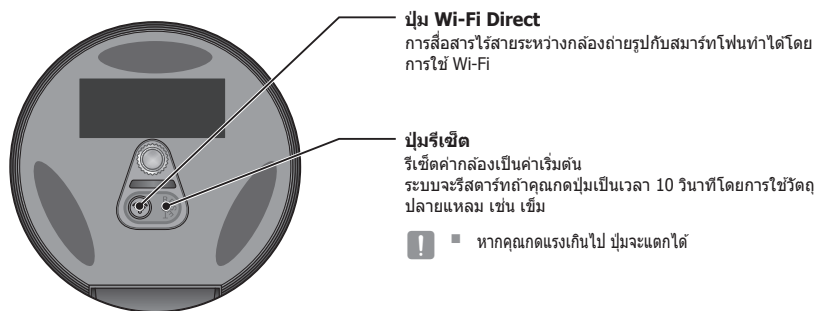 ปุ่ม Wi-Fi Direct
การสื่อสารไร้สายระหว่างกล้องถ่ายรูปกับสมาร์ทโฟนทำได้โดย
การใช้ Wi-Fi
ปุ่มรีเซ็ต
รีเซ็ตค่ากล้องเป็นค่าเริ่มต้น
ระบบจะรีสตาร์ทถ้าคุณกดปุ่มเป็นเวลา 10 วินาทีโดยการใช้วัตถุ
ปลายแหลม เช่น เข็ม
หากคุณกดแรงเกินไป ปุ่มจะแตกได้